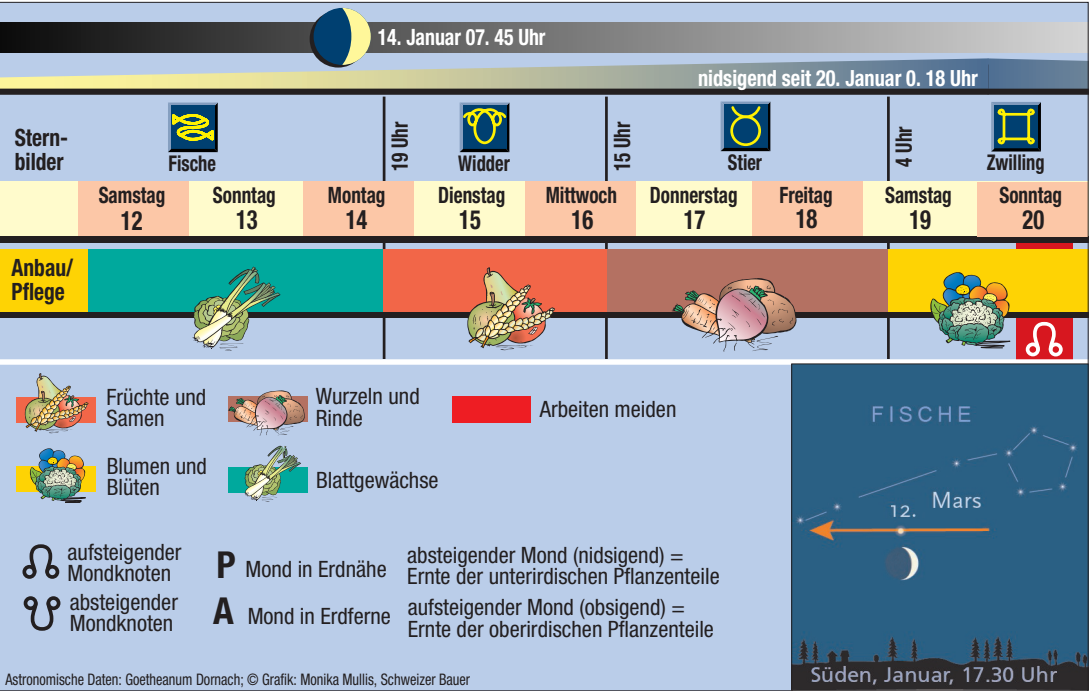 14. Januar 07. 45 Uhr
nidsigend seit 20. Januar 0. 18 Uhr
Stern-
bilder
Fische
19 Uhr
Widder
15 Uhr
Stier
4 Uhr
Zwilling
Samstag
12
Sonntag
13
Montag
14
Dienstag
15
Mittwoch
16
Donnerstag
17
Freitag
18
Samstag
19
Sonntag
20
Anbau/
Pflege
Früchte und
Samen
Wurzeln und
Rinde
Arbeiten meiden
Blumen und
Blüten
Blattgewächse
aufsteigender
Mondknoten
P Mond in Erdnähe
absteigender Mond (nidsigend) =
Ernte der unterirdischen Pflanzenteile
absteigender
Mondknoten
A Mond in Erdferne
aufsteigender Mond (obsigend) =
Ernte der oberirdischen Pflanzenteile
Astronomische Daten: Goetheanum Dornach; © Grafik: Monika Mullis, Schweizer Bauer
FISCHE
12. Mars
Süden, Januar, 17.30 Uhr